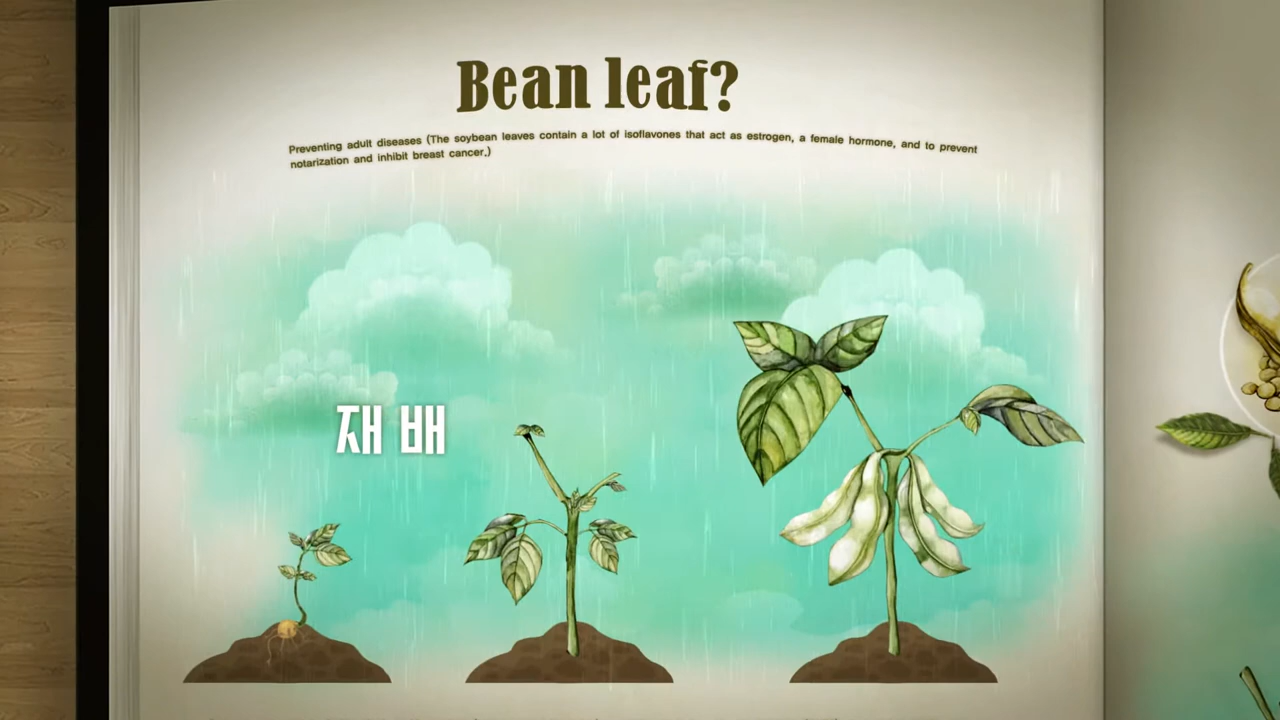 Bean leaf?
Preventing adult diseases (The soybean leaves contain a lot of isoflavones that act as estrogen, a female hormone, and to prevent
notarization and inhibit breast cancer.)
재배